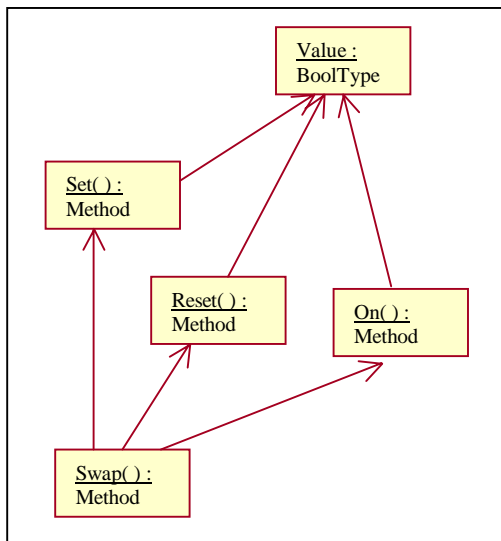 Value :
BoolType
Set( ) :
Method
Reset( ) :
Method
On( ) :
Method
Swap( ) :
Method